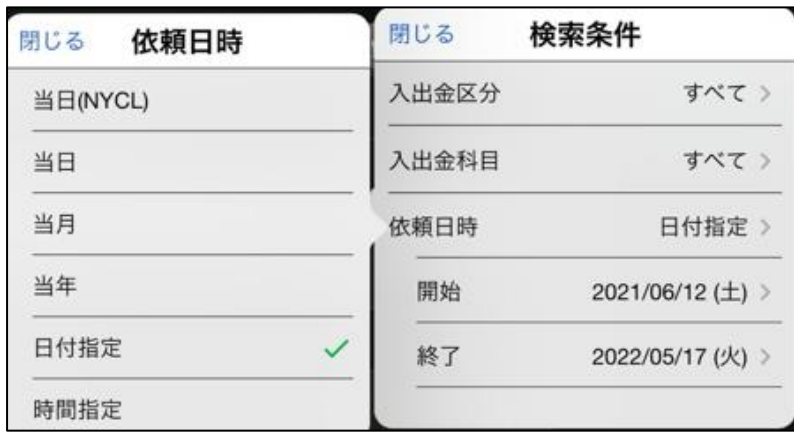 閉じる 依頼日時
当日(NYCL)
当日
当月
当年
日付指定
時間指定
閉じる 検索条件
入出金区分 すべて
入出金科目 すべて
依頼日時 日付指定
開始 2021/06/12 (土)
終了 2022/05/17 (火)